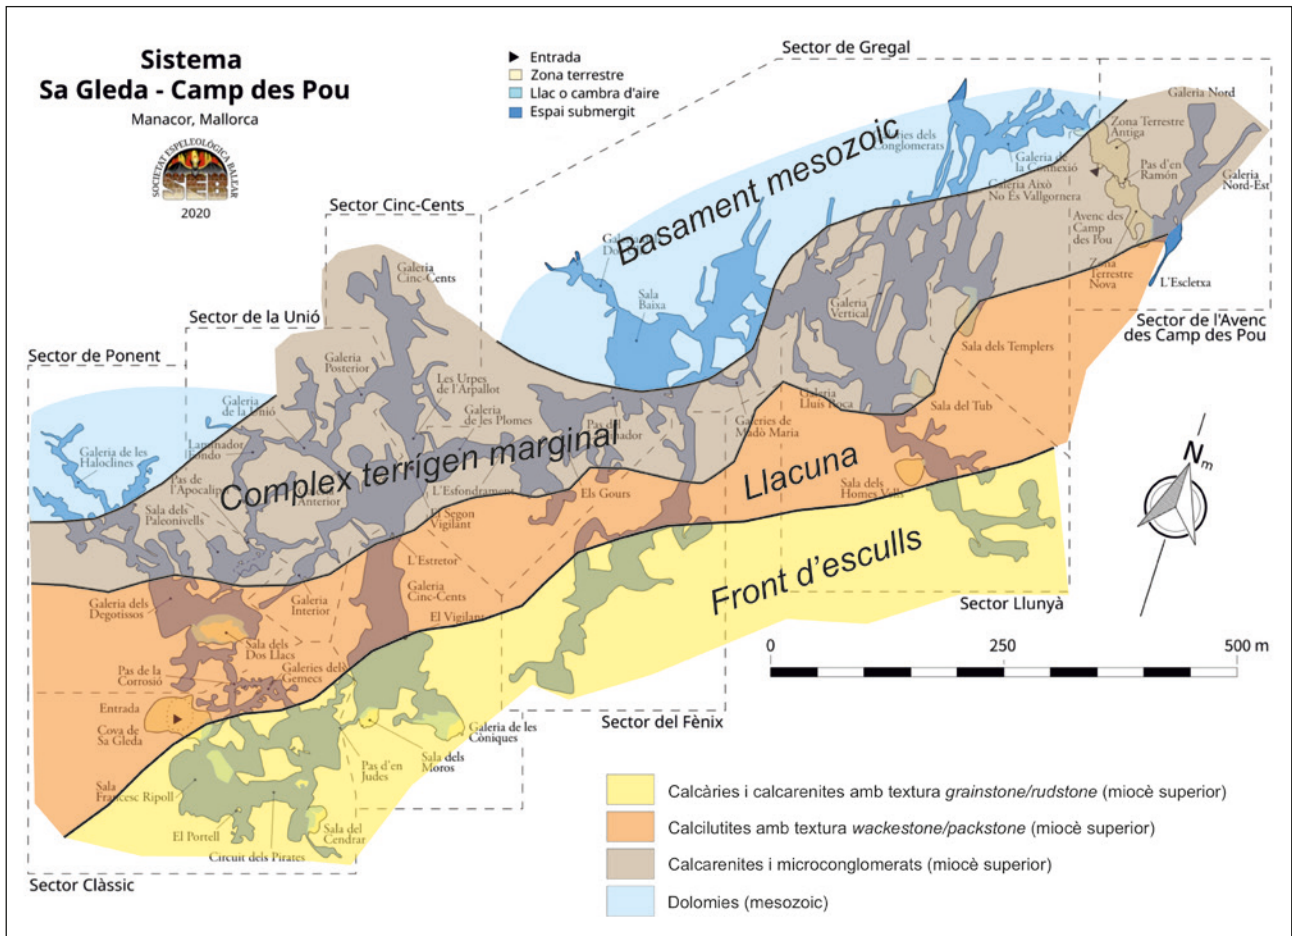 Sistema
Sa Gleda - Camp des Pou
Manacor, Mallorca
SOCIETAT ESPELEOLÒGICA BALEAR
SEB
2020
Entrada
Zona terrestre
Llac o cambra d'aire
Espai submergit
Sector de Gregal
Sector Cinc-Cents
Sector de la Unió
Sector de Ponent
Sector de l'Avenc
des Camp des Pou
Sector Llunyà
Sector del Fènix
Sector Clàssic
Basament mesozoic
Complex terrígen marginal
Llacuna
Front d'esculls
Galeria Nord
Zona Terrestre
Antiga
Pas d'en
Ramón
Galeria
Nord-Est
Avenc des
Camp
des Pou
Zona
Terrestre
Nova
L'Escletxa
Conglomerats
Galeria de
la Connexió
Galeria Això
No És Vallgornera
Sala
Baixa
Galeria
Vertical
Sala dels Templers
Galeria
Lluís Roca
Sala del Tub
Galeries de
Madò Maria
Sala dels
Homes Vells
Galeria
Cinc-Cents
Galeria
Posterior
Les Urpes
de l'Arpallot
Galeria
de la Unió
Galeria
de les Plomes
Galeria de les
Haloclines
Pas de
l'Apocalipsi
Sala dels
Paleonivells
Anterior
L'Esfondrament
El Segon
Vigilant
Pas del
Els Gours
L'Estretor
Galeria
Cinc-Cents
El Vigilant
Galeria
Interior
Galeria dels
Degotissos
Sala dels
Dos Llacs
Pas de la
Corrosió
Galeries dels
Gemecs
Entrada
Cova de
Sa Gleda
Sala
Francesc Ripoll
El Portell
Circuit dels Pirates
Sala del
Cendrar
Pas d'en
Judes
Sala dels
Moros
Galeria de les
Còniques
N m
0 250 500 m
Calcàries i calcarenites amb textura grainstone/rudstone (miocè superior)
Calcilutites amb textura wackestone/packstone (miocè superior)
Calcarenites i microconglomerats (miocè superior)
Dolomies (mesozoic)